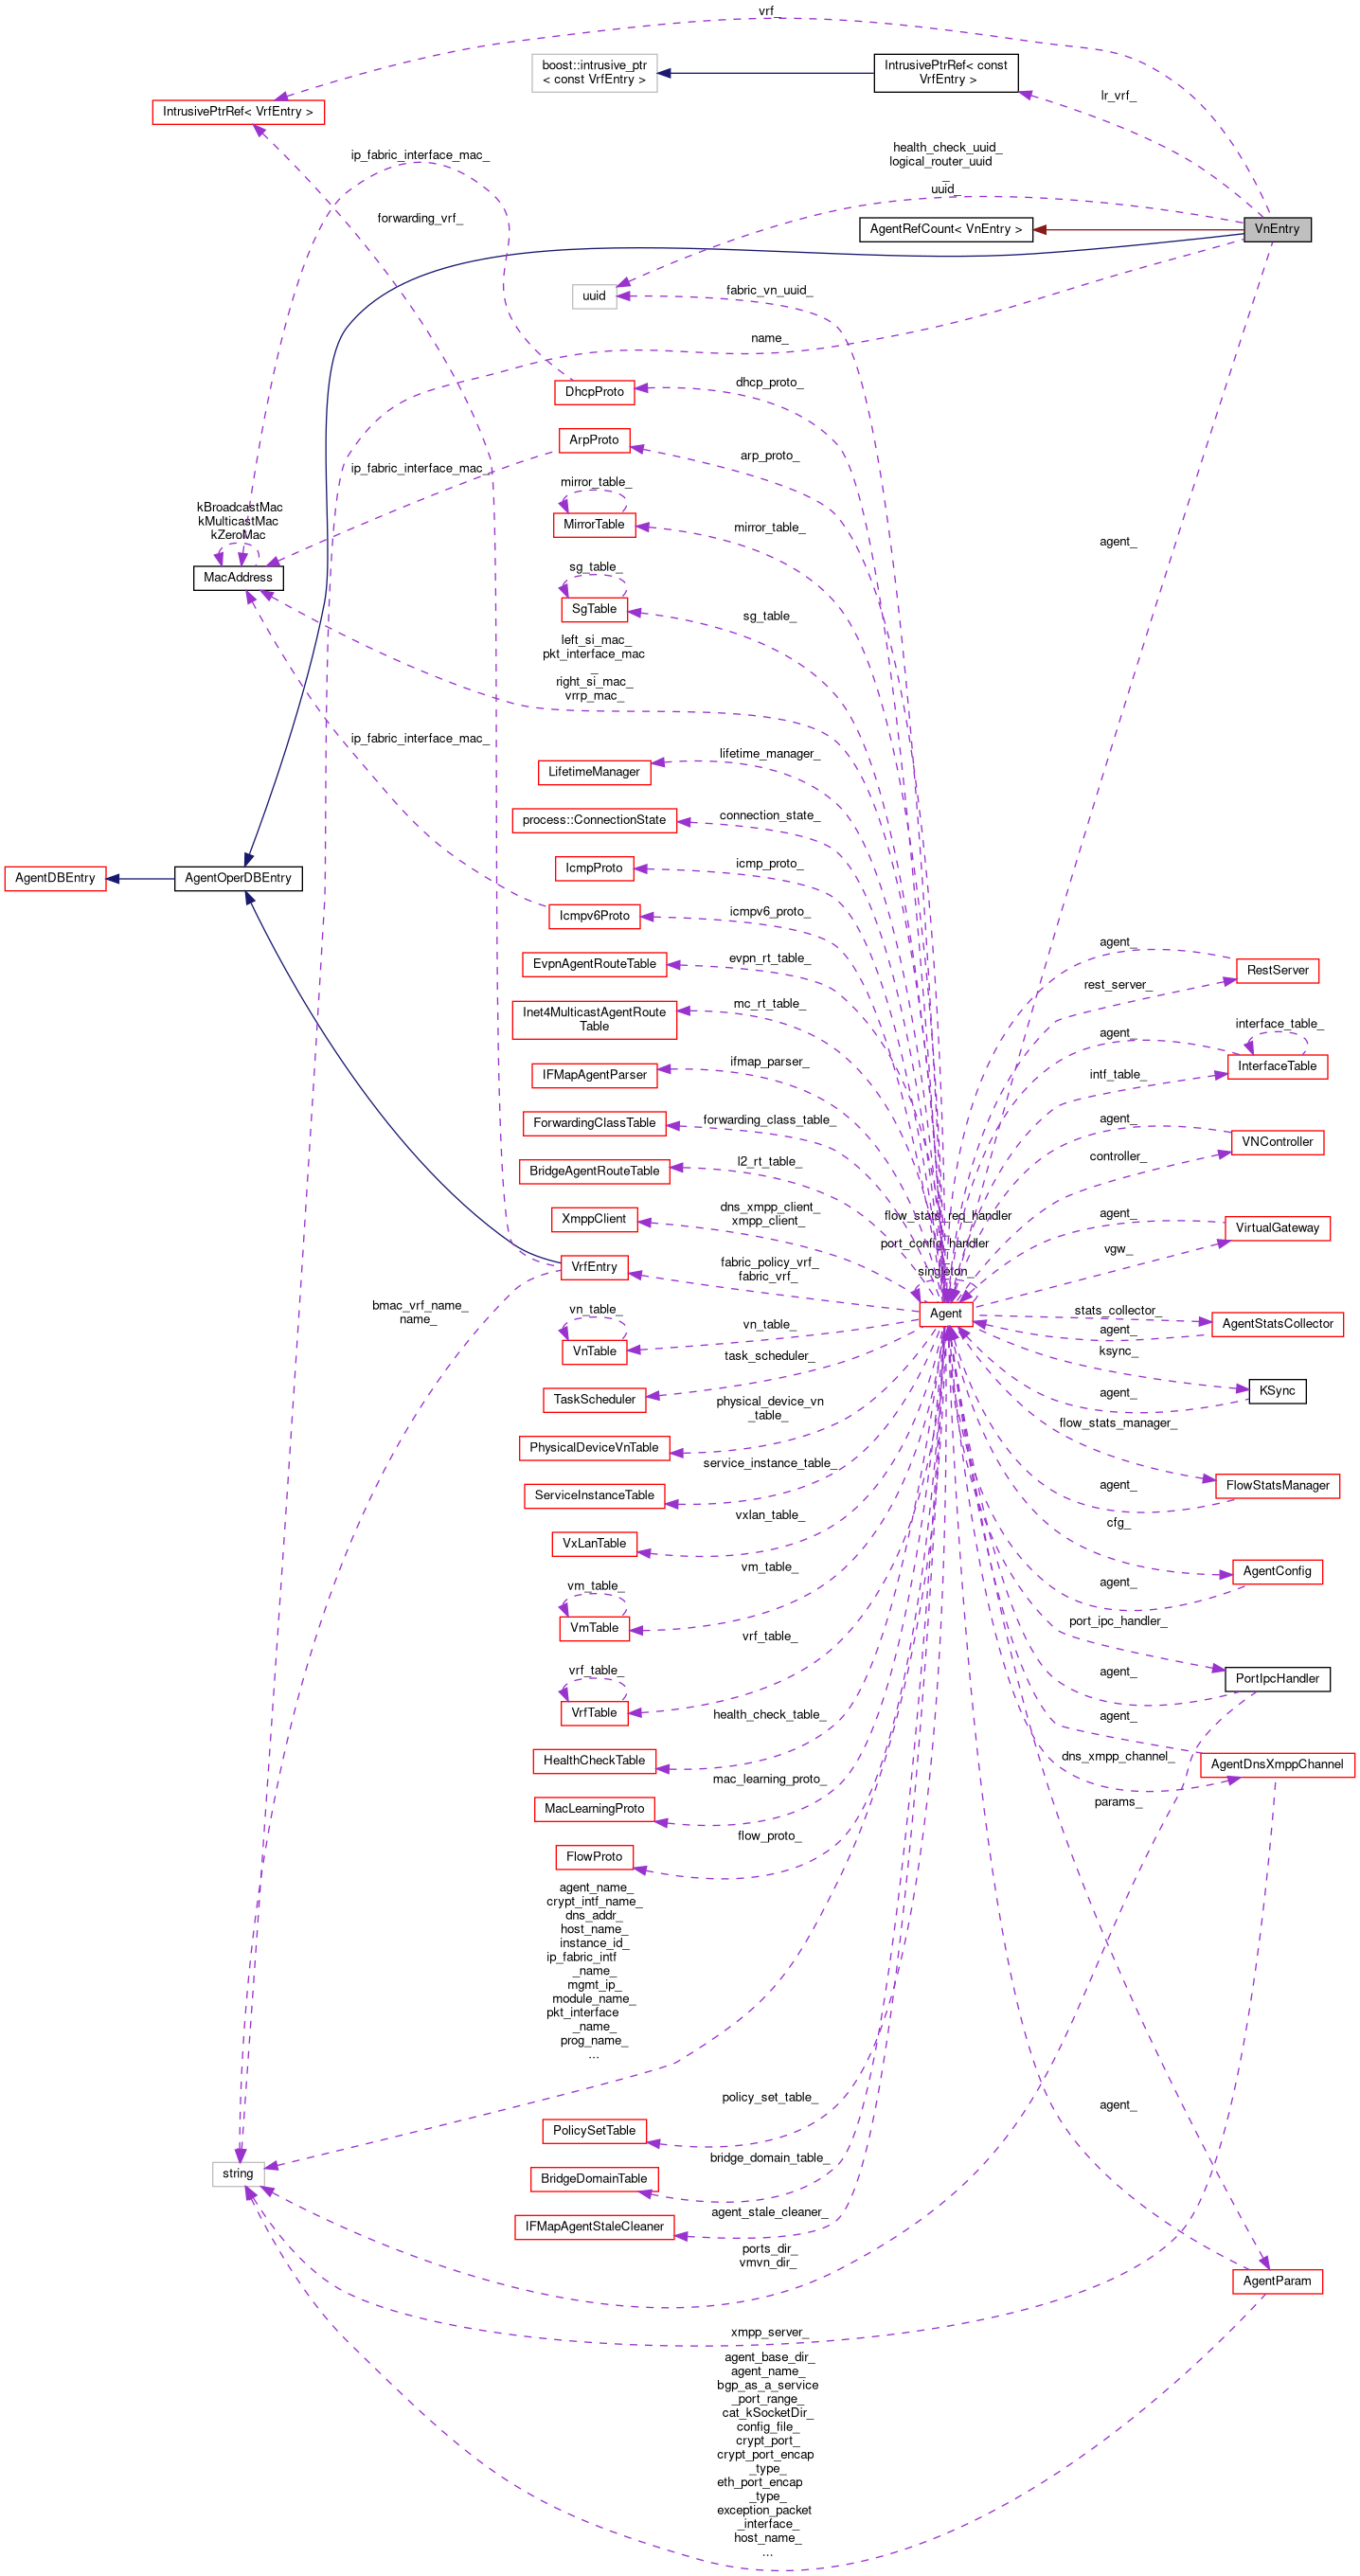 vrf_
boost::intrusive_ptr
< const VrfEntry >
IntrusivePtrRef< const
VrfEntry >
lr_vrf_
IntrusivePtrRef< VrfEntry >
ip_fabric_interface_mac_
health_check_uuid_
logical_router_uuid
_
uuid_
forwarding_vrf_
AgentRefCount< VnEntry >
VnEntry
fabric_vn_uuid_
uuid
name_
dhcp_proto_
DhcpProto
ArpProto
arp_proto_
ip_fabric_interface_mac_
mirror_table_
MirrorTable
mirror_table_
agent_
kBroadcastMac
kMulticastMac
kZeroMac
MacAddress
sg_table_
SgTable
sg_table_
left_si_mac_
pkt_interface_mac
_
right_si_mac_
vrrp_mac_
ip_fabric_interface_mac_
lifetime_manager_
LifetimeManager
process::ConnectionState
connection_state_
IcmpProto
icmp_proto_
AgentDBEntry
AgentOperDBEntry
Icmpv6Proto
icmpv6_proto_
EvpnAgentRouteTable
evpn_rt_table_
agent_
RestServer
rest_server_
Inet4MulticastAgentRoute
Table
mc_rt_table_
agent_
interface_table_
InterfaceTable
intf_table_
IFMapAgentParser
ifmap_parser_
ForwardingClassTable
forwarding_class_table_
agent_
VNController
controller_
BridgeAgentRouteTable
l2_rt_table_
XmppClient
dns_xmpp_client_
xmpp_client_
flow_stats_req_handler
_
port_config_handler
_
singleton_
agent_
VirtualGateway
vgw_
VrfEntry
fabric_policy_vrf_
fabric_vrf_
bmac_vrf_name_
name_
Agent
stats_collector_
AgentStatsCollector
agent_
vn_table_
VnTable
vn_table_
ksync_
task_scheduler_
TaskScheduler
KSync
agent_
physical_device_vn
_table_
PhysicalDeviceVnTable
flow_stats_manager_
service_instance_table_
ServiceInstanceTable
FlowStatsManager
agent_
vxlan_table_
VxLanTable
cfg_
vm_table_
AgentConfig
agent_
vm_table_
VmTable
port_ipc_handler_
vrf_table_
vrf_table_
PortIpcHandler
agent_
VrfTable
health_check_table_
agent_
HealthCheckTable
dns_xmpp_channel_
AgentDnsXmppChannel
mac_learning_proto_
MacLearningProto
params_
flow_proto_
FlowProto
agent_name_
crypt_intf_name_
dns_addr_
host_name_
instance_id_
ip_fabric_intf
_name_
mgmt_ip_
module_name_
pkt_interface
_name_
prog_name_
...
policy_set_table_
PolicySetTable
agent_
bridge_domain_table_
string
BridgeDomainTable
agent_stale_cleaner_
IFMapAgentStaleCleaner
ports_dir_
vmvn_dir_
AgentParam
xmpp_server_
agent_base_dir_
agent_name_
bgp_as_a_service
_port_range_
cat_kSocketDir_
config_file_
crypt_port_
crypt_port_encap
_type_
eth_port_encap
_type_
exception_packet
_interface_
host_name_
...